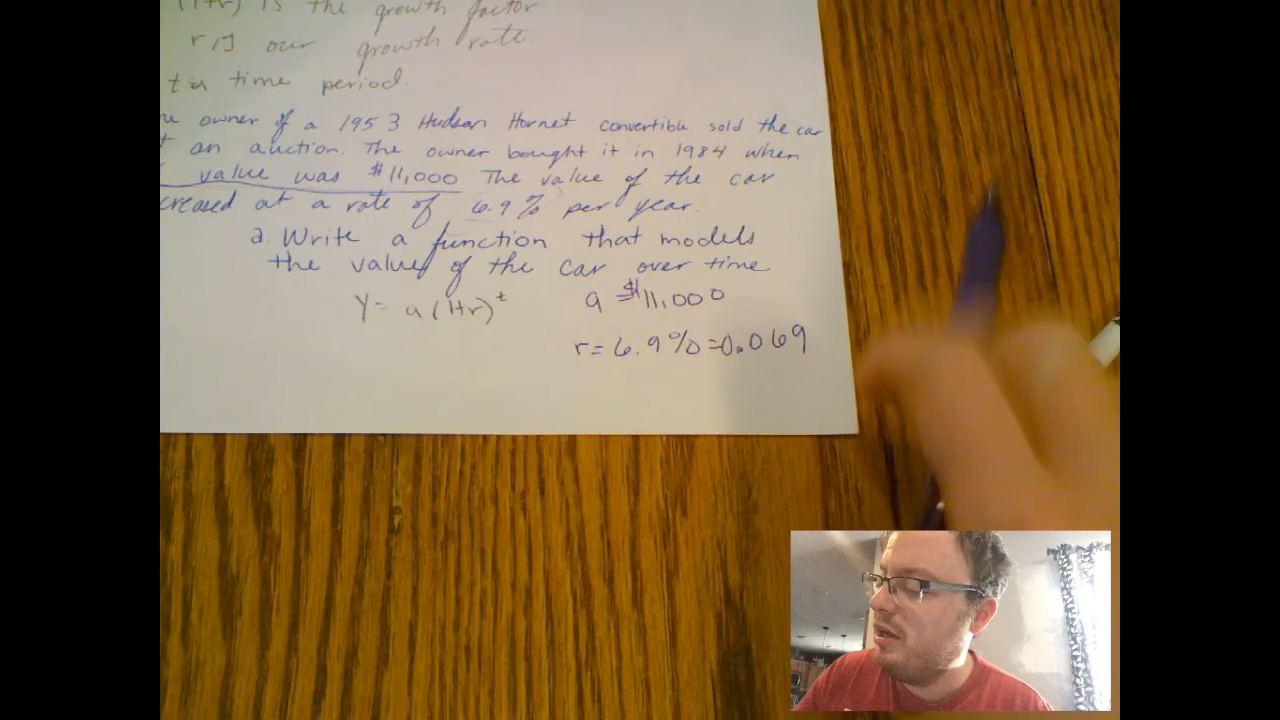 (1+r) is the growth factor
r is our growth rate.
t is time period.
owner of a 1953 Hudson Hornet convertible sold the car
an auction. The owner bought it in 1984 when
value was $11,000 The value of the car
creased at a rate of 6.9% per year.
a. Write a function that models
the value of the car over time
y = a(1+r)^t a = $11,000
r = 6.9% = 0.069